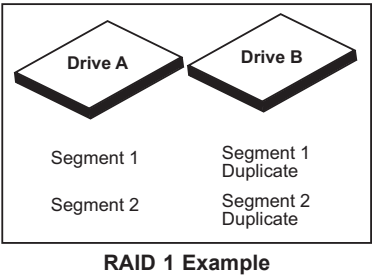 Drive A
Drive B
Segment 1
Segment 1
Duplicate
Segment 2
Segment 2
Duplicate
RAID 1 Example